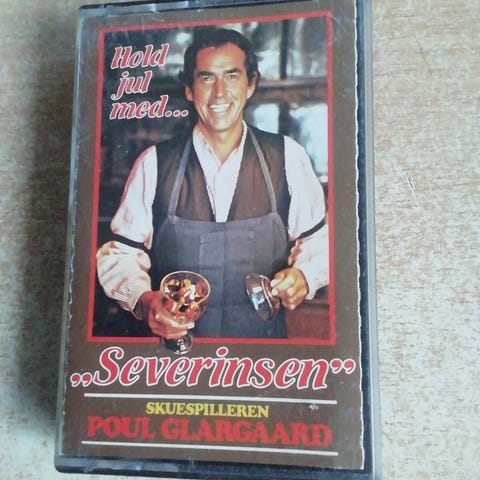 Hold
jul
med...
„Severinsen”
SKUESPILLEREN
POUL GLARGAARD